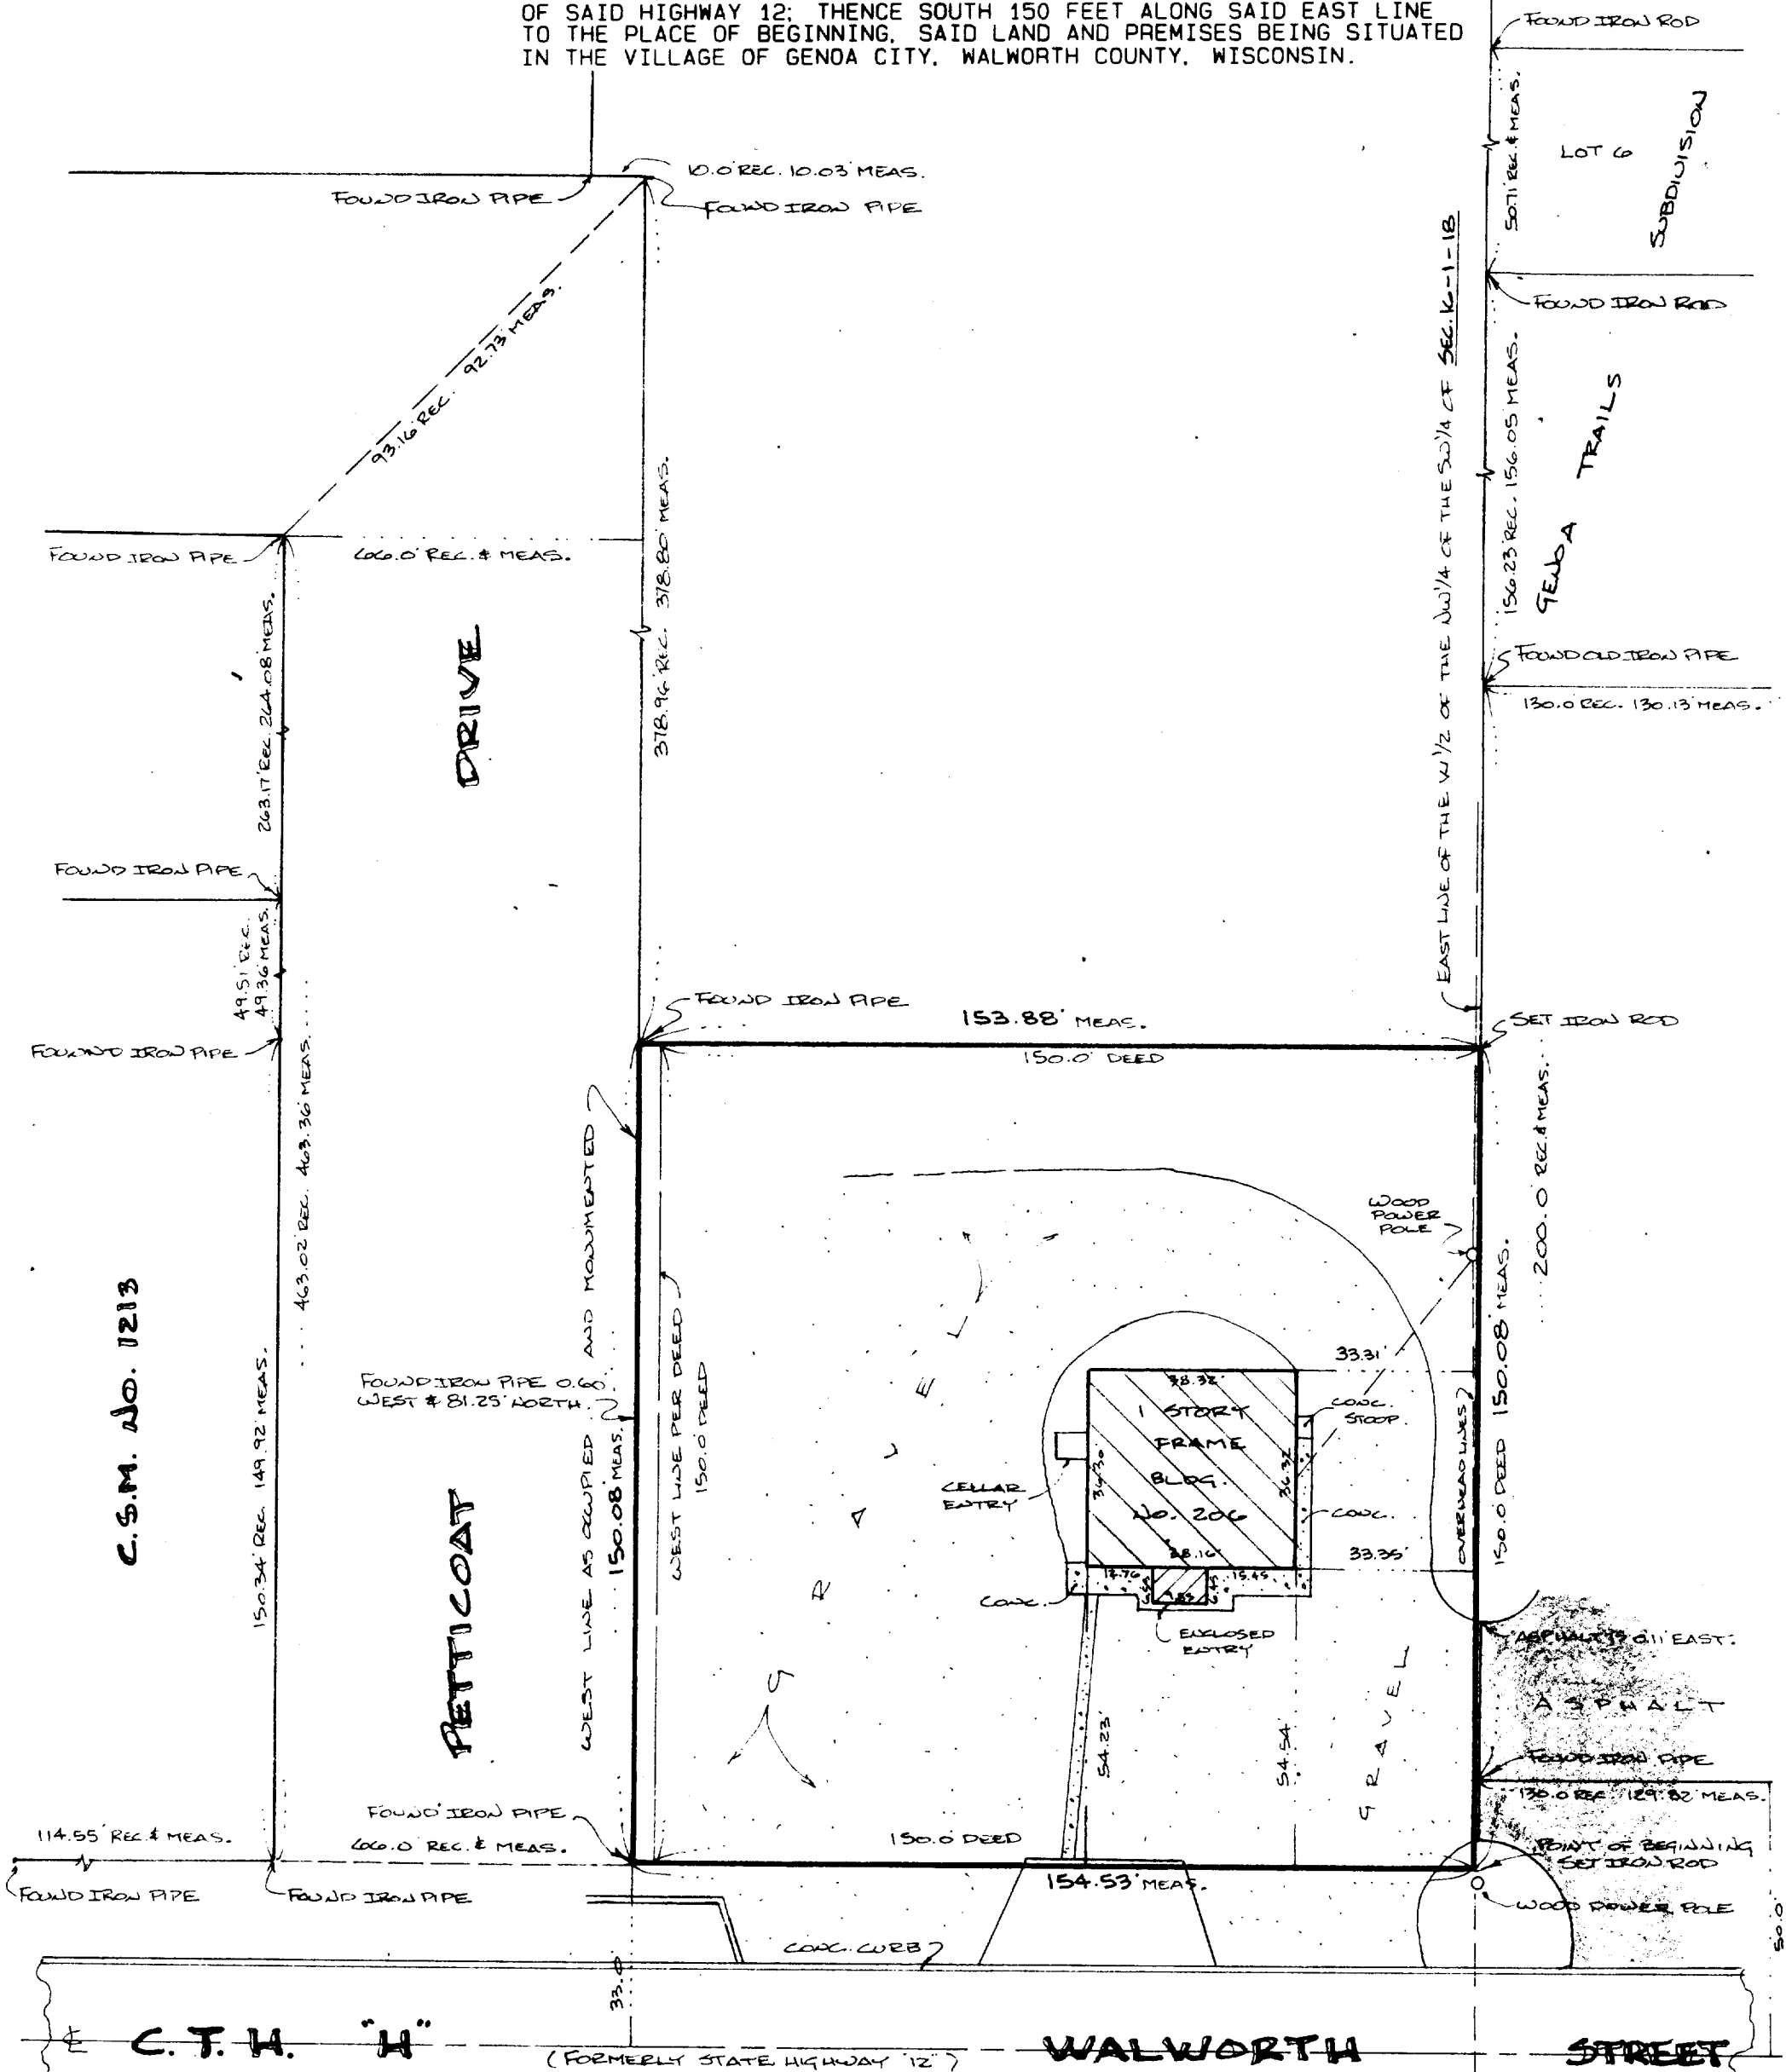 OF SAID HIGHWAY 12; THENCE SOUTH 150 FEET ALONG SAID EAST LINE
TO THE PLACE OF BEGINNING, SAID LAND AND PREMISES BEING SITUATED
IN THE VILLAGE OF GENOA CITY, WALWORTH COUNTY, WISCONSIN.
FOUND IRON ROD
50.71' REC. & MEAS.
LOT 6
SUBDIVISION
10.0' REC. 10.03' MEAS.
FOUND IRON PIPE
FOUND IRON PIPE
FOUND IRON ROD
93.16' REC. 92.73' MEAS.
EAST LINE OF THE W 1/2 OF THE NW 1/4 OF THE SW 1/4 OF SEC. 16-1-18
156.23' REC. 156.05' MEAS.
GENOA TRAILS
FOUND IRON PIPE
66.0' REC. & MEAS.
378.96' REC. 378.80' MEAS.
263.17' REC. 264.08' MEAS.
DRIVE
FOUND OLD IRON PIPE
130.0 REC. 130.13' MEAS.
FOUND IRON PIPE
49.51' REC.
49.36' MEAS.
FOUND IRON PIPE
463.02' REC. 463.36' MEAS.
FOUND IRON PIPE
153.88' MEAS.
150.0' DEED
SET IRON ROD
200.0' REC. & MEAS.
WEST LINE AS OCCUPIED AND MONUMENTED
150.08' MEAS.
WEST LINE PER DEED
150.0' DEED
WOOD
POWER
POLE
C.S.M. No. 1213
150.34' REC. 149.92' MEAS.
FOUND IRON PIPE 0.60'
WEST & 81.25' NORTH.
PETTICOAT
GRAVEL
33.31'
38.32'
1 STORY
FRAME
BLDG.
No. 206
36.30
36.32
38.16'
CONC.
STOOP
CELLAR
ENTRY
CONC.
33.35'
OVERHEAD LINES
150.0' DEED 150.08' MEAS.
15.45
CONC.
ENCLOSED
ENTRY
54.23'
54.54'
GRAVEL
ASPHALT IS 0.11' EAST.
ASPHALT
FOUND IRON PIPE
130.0 REC. 129.82' MEAS.
FOUND IRON PIPE
114.55' REC. & MEAS.
66.0' REC. & MEAS.
150.0' DEED
154.53' MEAS.
POINT OF BEGINNING
SET IRON ROD
FOUND IRON PIPE
FOUND IRON PIPE
WOOD POWER POLE
50.0'
CONC. CURB
33.0
C.T.H. "H"
(FORMERLY STATE HIGHWAY "12")
WALWORTH STREET